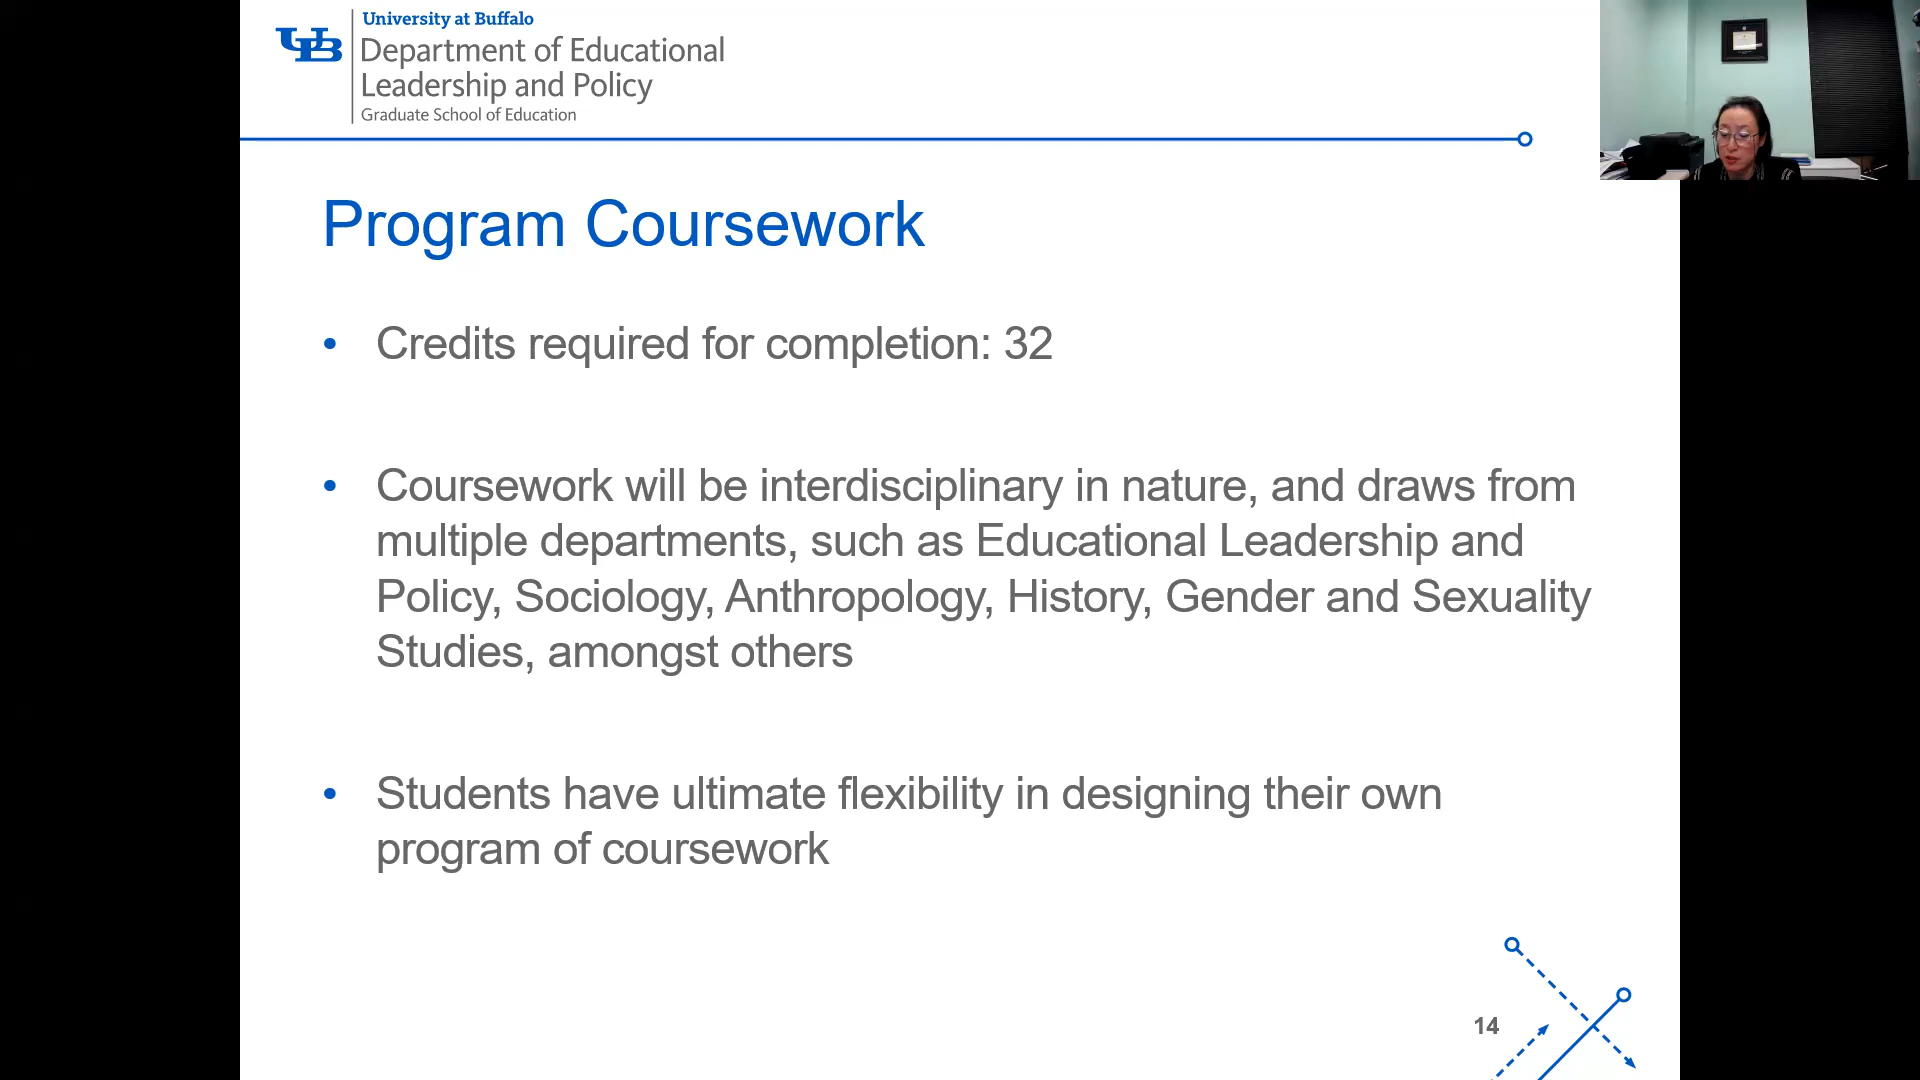 University at Buffalo
UB
Department of Educational
Leadership and Policy
Graduate School of Education
Program Coursework
• Credits required for completion: 32
• Coursework will be interdisciplinary in nature, and draws from
multiple departments, such as Educational Leadership and
Policy, Sociology, Anthropology, History, Gender and Sexuality
Studies, amongst others
• Students have ultimate flexibility in designing their own
program of coursework
14